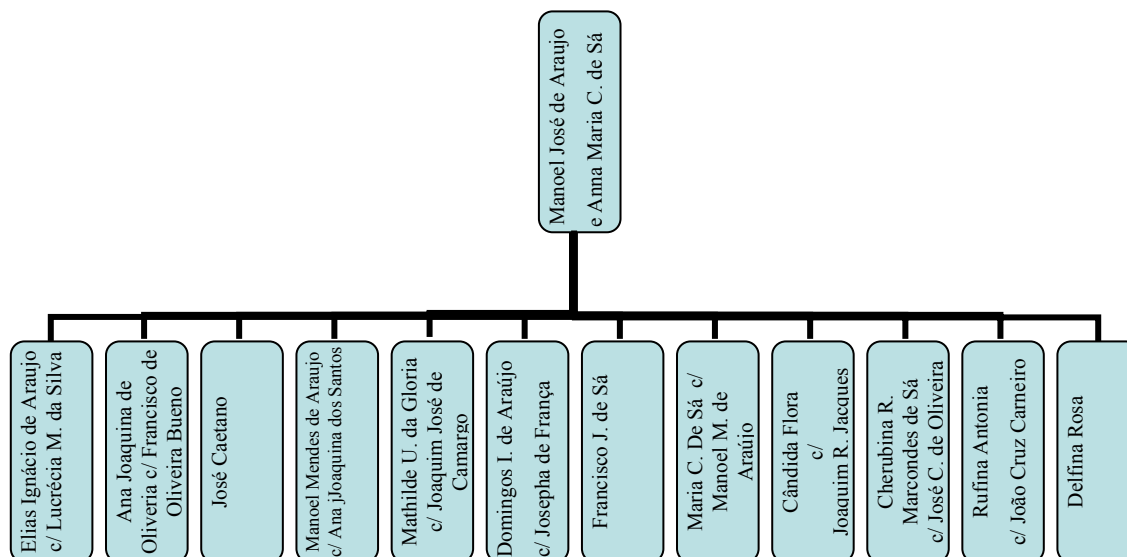 Manoel José de Araujo
e Anna Maria C. de Sá
Elias Ignácio de Araujo
c/ Lucrécia M. da Silva
Ana Joaquina de
Oliveria c/ Francisco de
Oliveira Bueno
José Caetano
Manoel Mendes de Araujo
c/ Ana jJoaquina dos Santos
Mathilde U. da Gloria
c/ Joaquim José de
Camargo
Domingos I. de Araújo
c/ Josepha de França
Francisco J. de Sá
Maria C. De Sá c/
Manoel M. de
Araújo
Cândida Flora
c/
Joaquim R. Jacques
Cherubina R.
Marcondes de Sá
c/ José C. de Oliveira
Rufina Antonia
c/ João Cruz Carneiro
Delfina Rosa